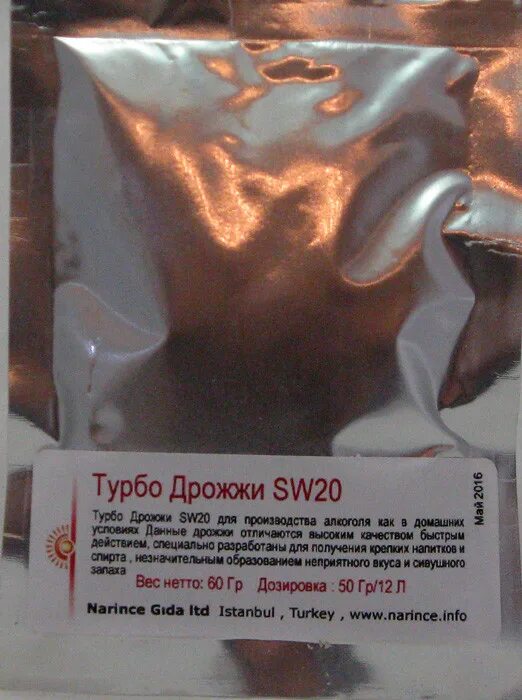 Турбо Дрожжи SW20
Турбо Дрожжи SW20 для производства алкоголя как в домашних
условиях Данные дрожжи отличаются высоким качеством быстрым
действием, специально разработаны для получения крепких напитков и
спирта , незначительным образованием неприятного вкуса и сивушного
запаха
Вес нетто: 60 Гр Дозировка : 50 Гр/12 Л
Narince Gıda ltd Istanbul , Turkey , www.narince.info
Май 2016